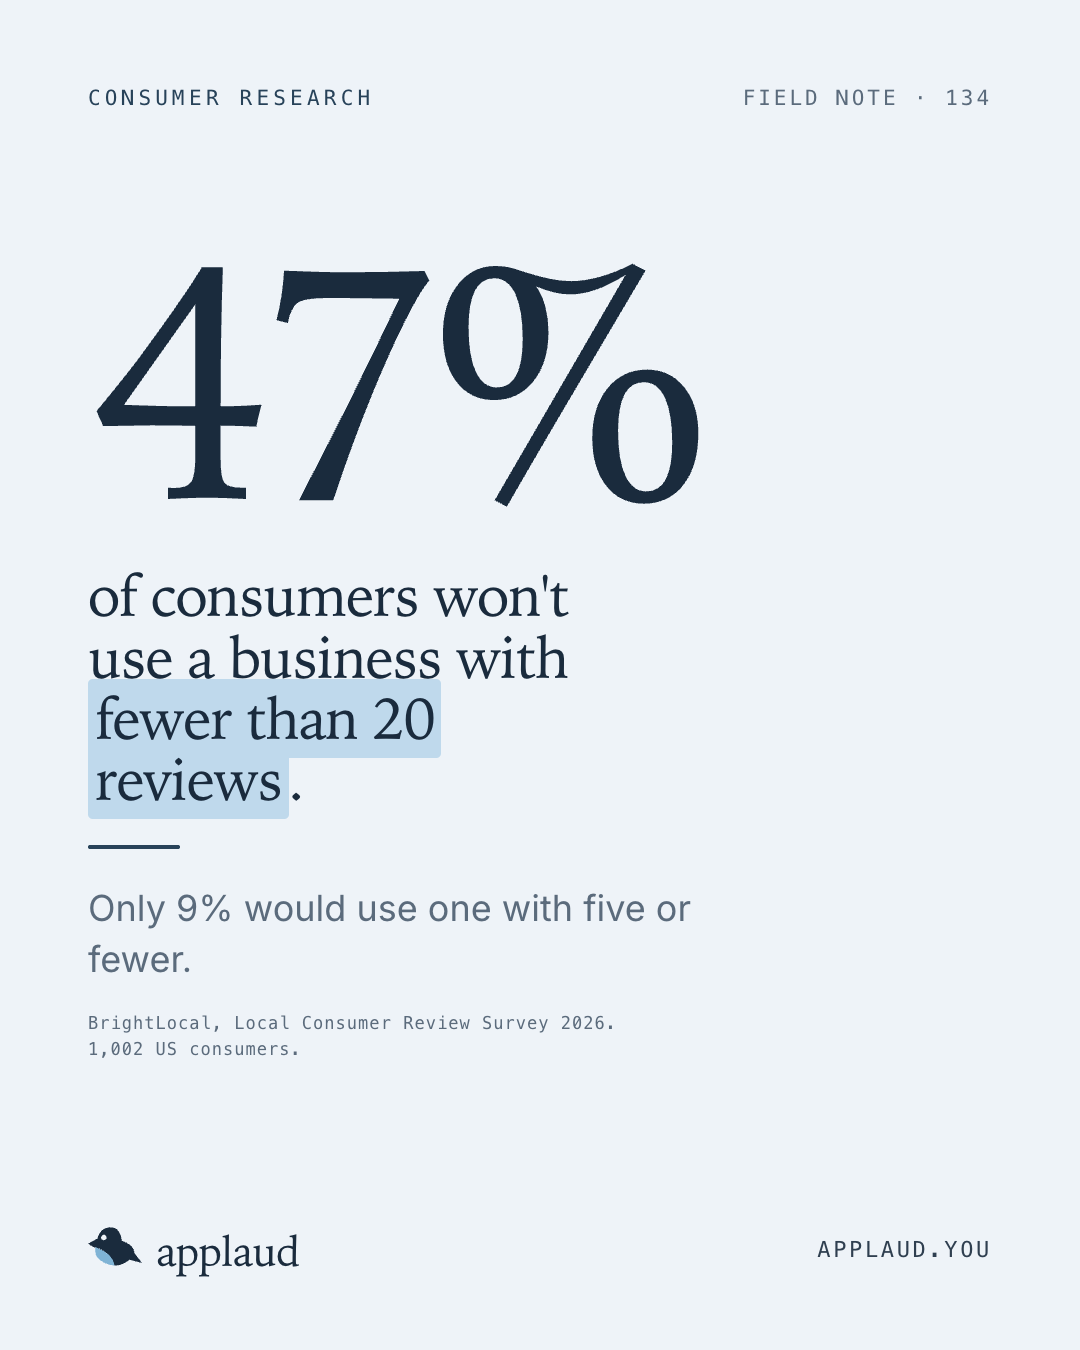 CONSUMER RESEARCH
FIELD NOTE · 134
47%
of consumers won't
use a business with
fewer than 20
reviews.
Only 9% would use one with five or
fewer.
BrightLocal, Local Consumer Review Survey 2026.
1,002 US consumers.
applaud
APPLAUD.YOU